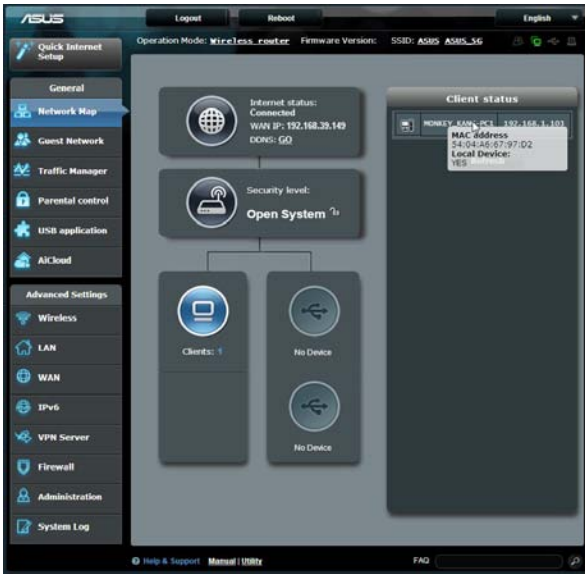 ASUS
Logout
Reboot
English
Quick Internet Setup
Operation Mode: Wireless router Firmware Version: SSID: ASUS ASUS_5G
General
Network Map
Guest Network
Traffic Manager
Parental control
USB application
AiCloud
Advanced Settings
Wireless
LAN
WAN
IPv6
VPN Server
Firewall
Administration
System Log
Internet status:
Connected
WAN IP: 192.168.39.149
DDNS: GO
Security level:
Open System
Clients: 1
No Device
No Device
Client status
192.168.1.101
MAC address
54:04:A6:67:97:D2
Local Device:
YES
Help & Support Manual | Utility
FAQ